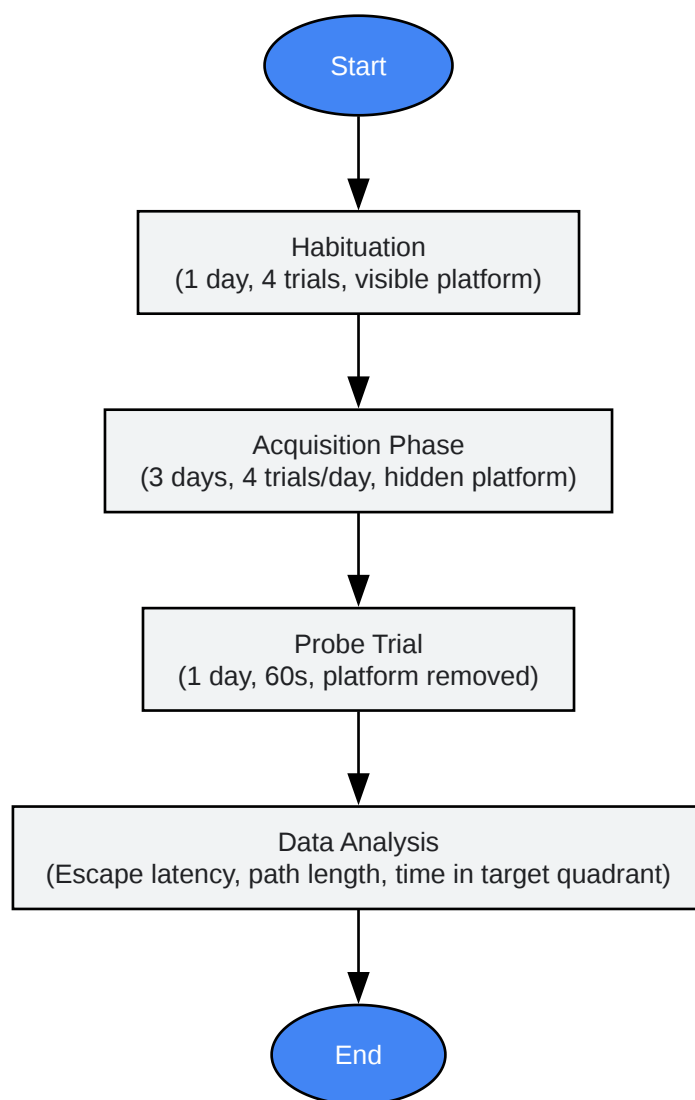 Start
Habituation
(1 day, 4 trials, visible platform)
Acquisition Phase
(3 days, 4 trials/day, hidden platform)
Probe Trial
(1 day, 60s, platform removed)
Data Analysis
(Escape latency, path length, time in target quadrant)
End